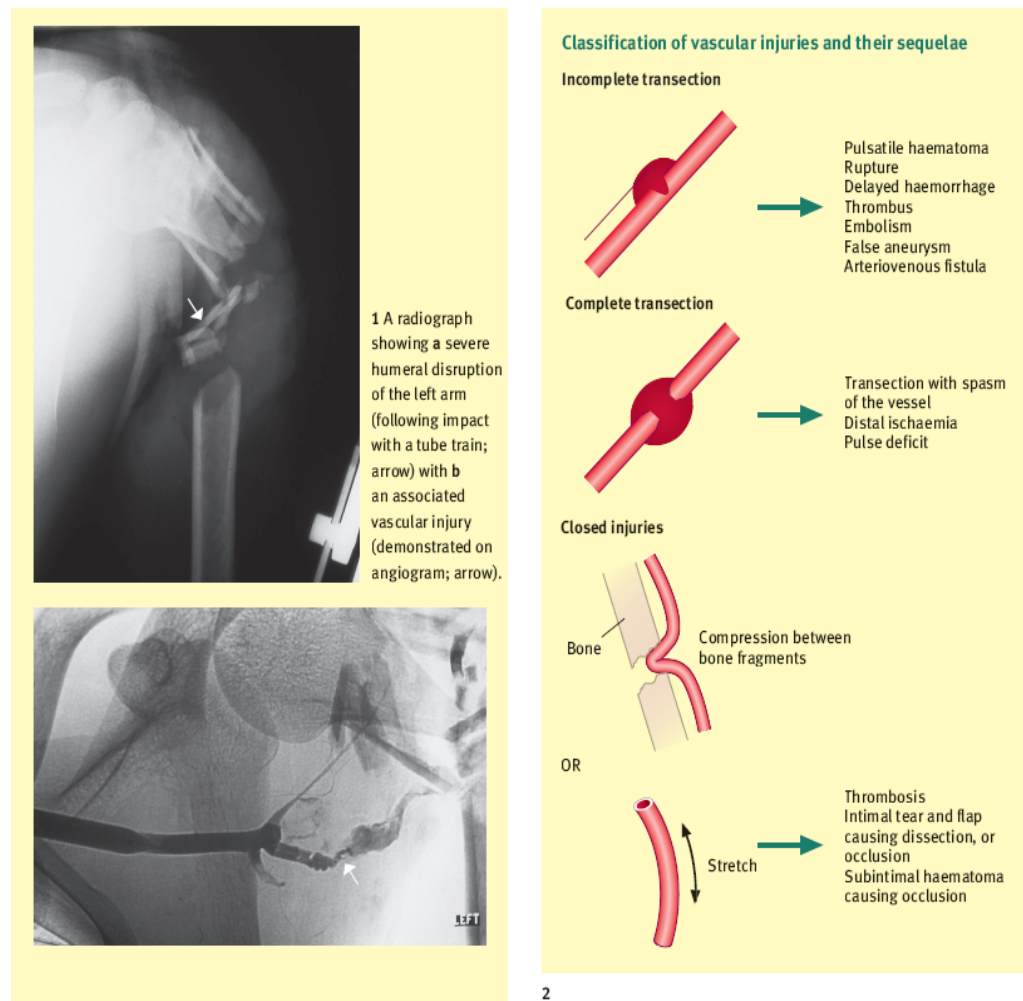 1 A radiograph
showing a severe
humeral disruption
of the left arm
(following impact
with a tube train;
arrow) with b
an associated
vascular injury
(demonstrated on
angiogram; arrow).
LEFT
Classification of vascular injuries and their sequelae
Incomplete transection
Pulsatile haematoma
Rupture
Delayed haemorrhage
Thrombus
Embolism
False aneurysm
Arteriovenous fistula
Complete transection
Transection with spasm
of the vessel
Distal ischaemia
Pulse deficit
Closed injuries
Bone
Compression between
bone fragments
OR
Stretch
Thrombosis
Intimal tear and flap
causing dissection, or
occlusion
Subintimal haematoma
causing occlusion
2